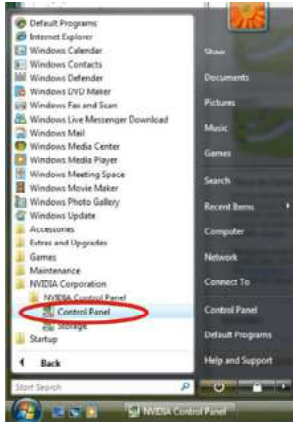 Default Programs
Internet Explorer
Windows Calendar
Windows Contacts
Windows Defender
Windows DVD Maker
Windows Fax and Scan
Windows Live Messenger Download
Windows Mail
Windows Media Center
Windows Media Player
Windows Meeting Space
Windows Movie Maker
Windows Photo Gallery
Windows Update
Accessories
Extras and Upgrades
Games
Maintenance
NVIDIA Corporation
NVIDIA Control Panel
Control Panel
Storage
Startup
Back
Start Search
Shaw
Documents
Pictures
Music
Games
Search
Recent Items
Computer
Network
Connect To
Control Panel
Default Programs
Help and Support
NVIDIA Control Panel